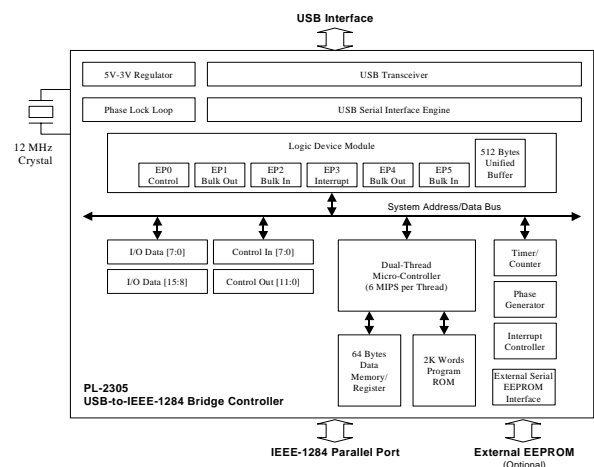 USB Interface
5V-3V Regulator
USB Transceiver
Phase Lock Loop
USB Serial Interface Engine
12 MHz
Crystal
Logic Device Module
EP0
Control
EP1
Bulk Out
EP2
Bulk In
EP3
Interrupt
EP4
Bulk Out
EP5
Bulk In
512 Bytes
Unified
Buffer
System Address/Data Bus
I/O Data [7:0]
Control In [7:0]
I/O Data [15:8]
Control Out [11:0]
Dual-Thread
Micro-Controller
(6 MIPS per Thread)
Timer/
Counter
Phase
Generator
Interrupt
Controller
External Serial
EEPROM
Interface
64 Bytes
Data
Memory/
Register
2K Words
Program
ROM
PL-2305
USB-to-IEEE-1284 Bridge Controller
IEEE-1284 Parallel Port
External EEPROM
(Optional)